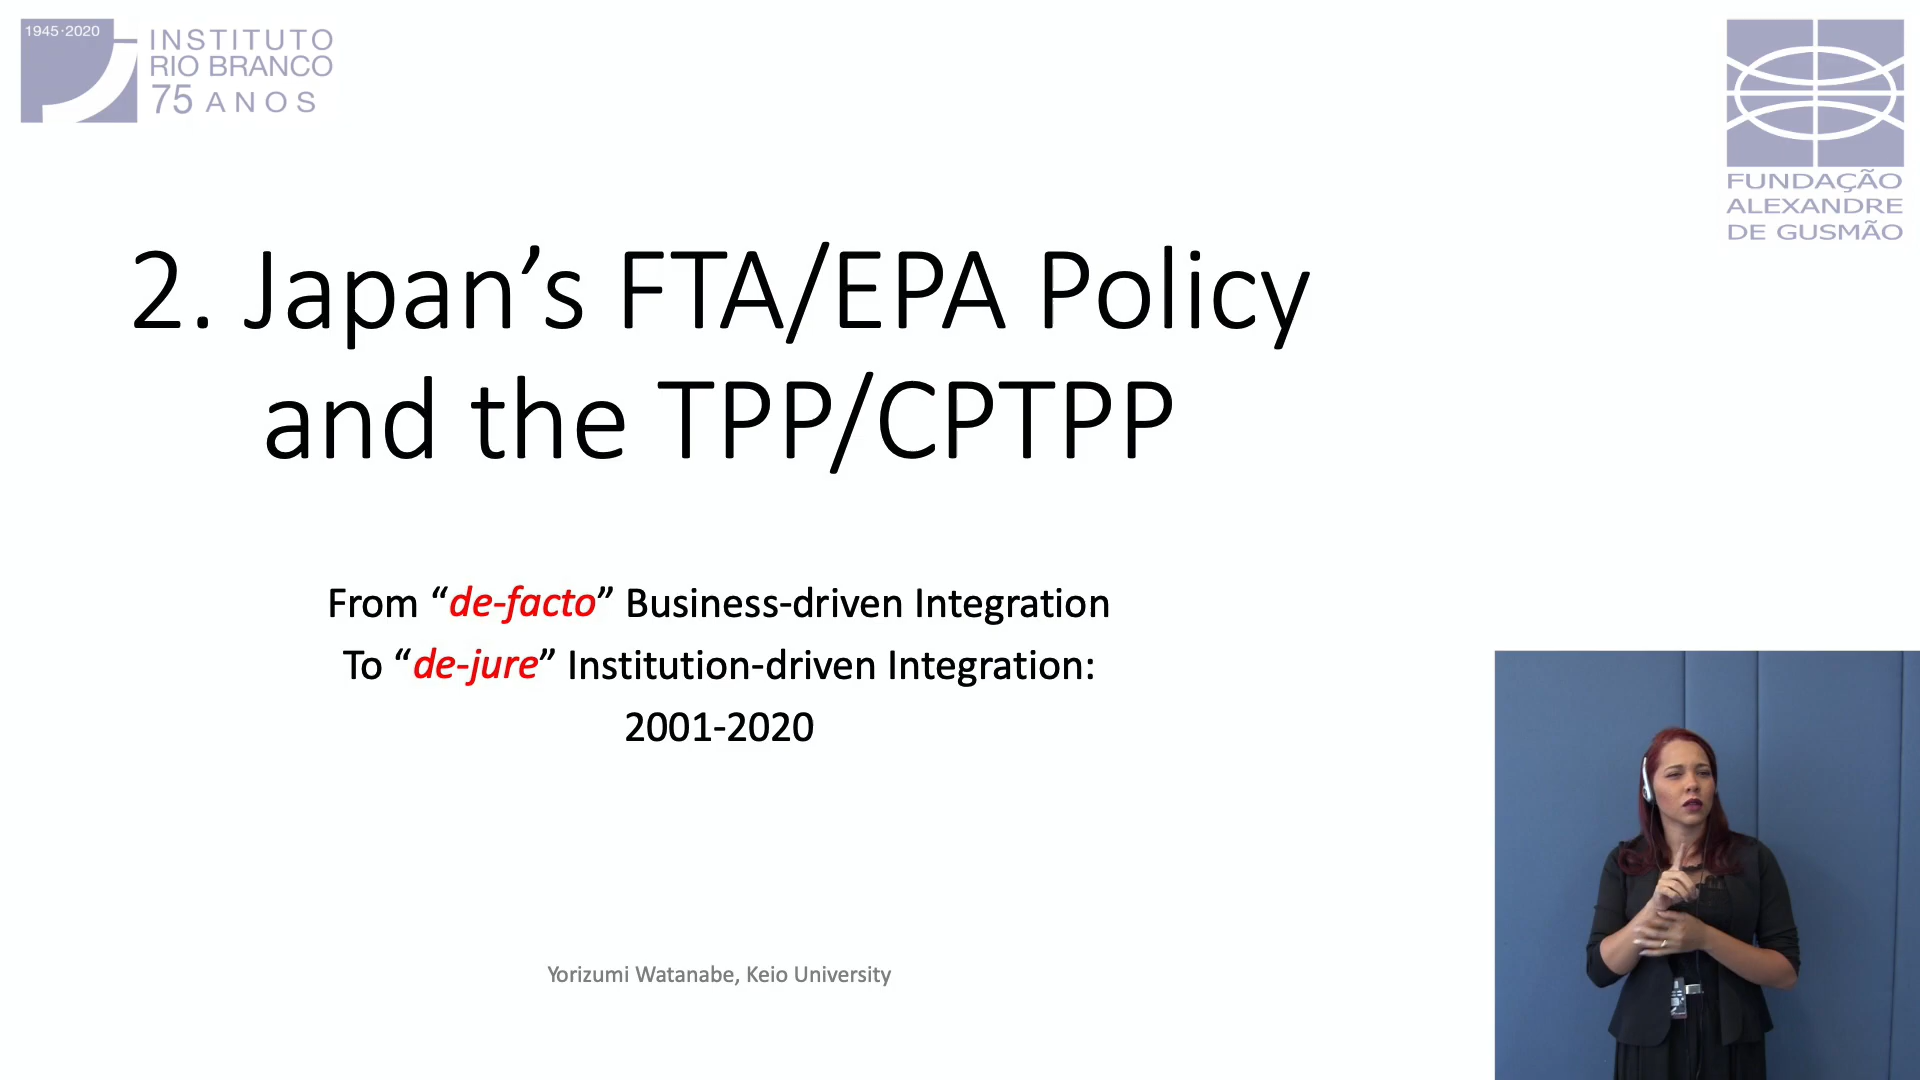 1945·2020
INSTITUTO
RIO BRANCO
75 ANOS
FUNDAÇÃO
ALEXANDRE
DE GUSMÃO
2. Japan’s FTA/EPA Policy
and the TPP/CPTPP
From “de-facto” Business-driven Integration
To “de-jure” Institution-driven Integration:
2001-2020
Yorizumi Watanabe, Keio University